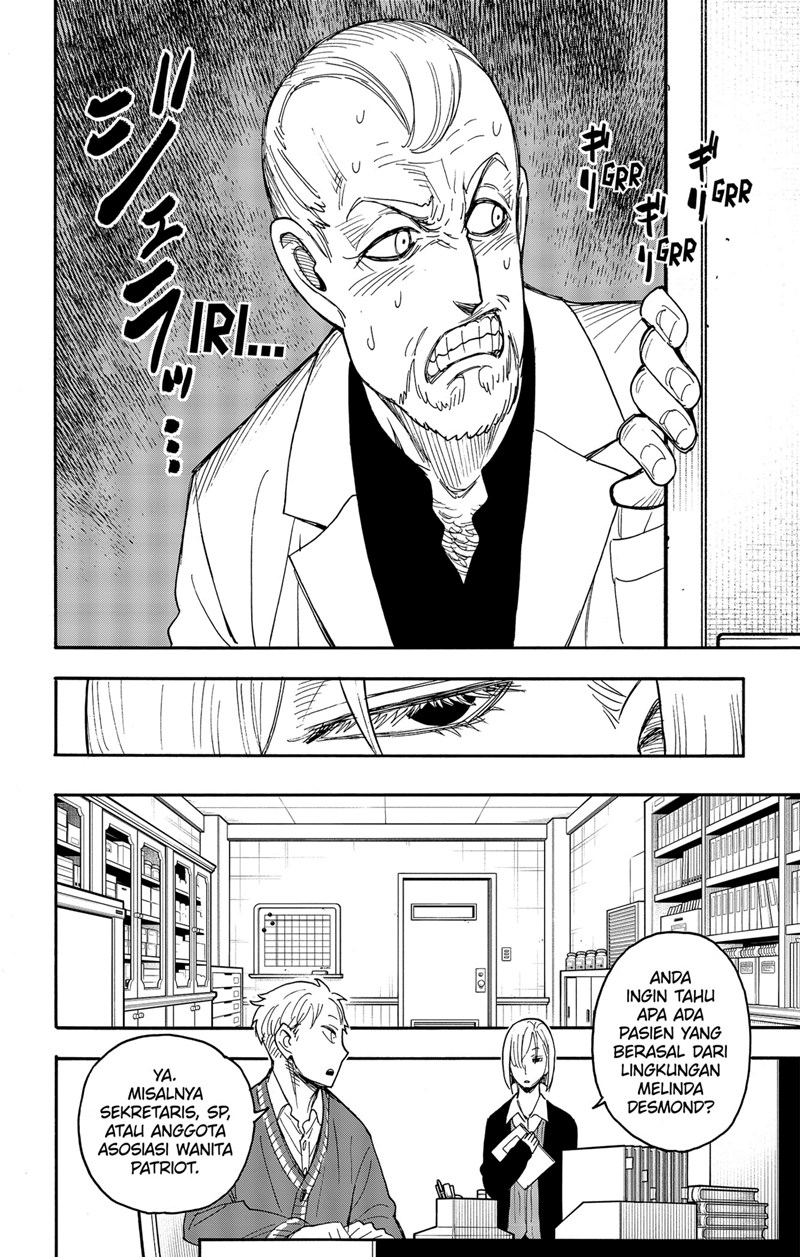 ジェラッ…
IRI...
ギリ
GRR
ギリ
GRR
ギリ
GRR
ANDA
INGIN TAHU
APA ADA
PASIEN YANG
BERASAL DARI
LINGKUNGAN
MELINDA
DESMOND?
YA.
MISALNYA
SEKRETARIS, SP,
ATAU ANGGOTA
ASOSIASI WANITA
PATRIOT.